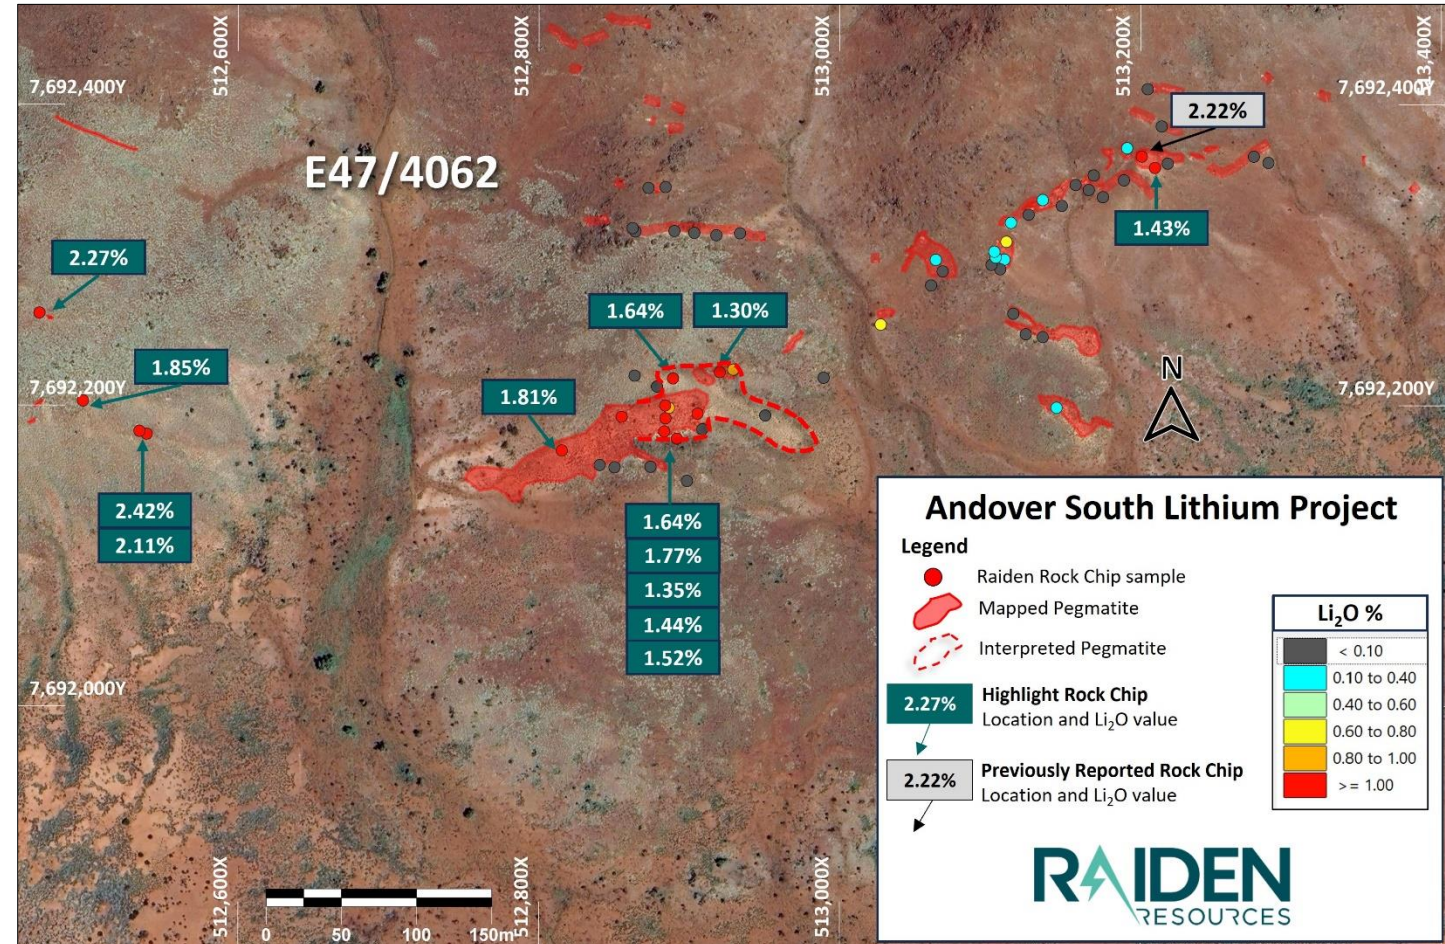 512,600X
512,800X
513,000X
513,200X
513,400X
7,692,400Y
7,692,400Y
E47/4062
2.22%
1.43%
2.27%
1.64%
1.30%
1.85%
7,692,200Y
7,692,200Y
1.81%
N
2.42%
2.11%
1.64%
1.77%
1.35%
1.44%
1.52%
7,692,000Y
512,600X
512,800X
513,000X
0 50 100 150m
Andover South Lithium Project
Legend
Raiden Rock Chip sample
Mapped Pegmatite
Interpreted Pegmatite
2.27% Highlight Rock Chip
Location and Li₂O value
2.22% Previously Reported Rock Chip
Location and Li₂O value
Li₂O %
< 0.10
0.10 to 0.40
0.40 to 0.60
0.60 to 0.80
0.80 to 1.00
>= 1.00
RAIDEN
RESOURCES